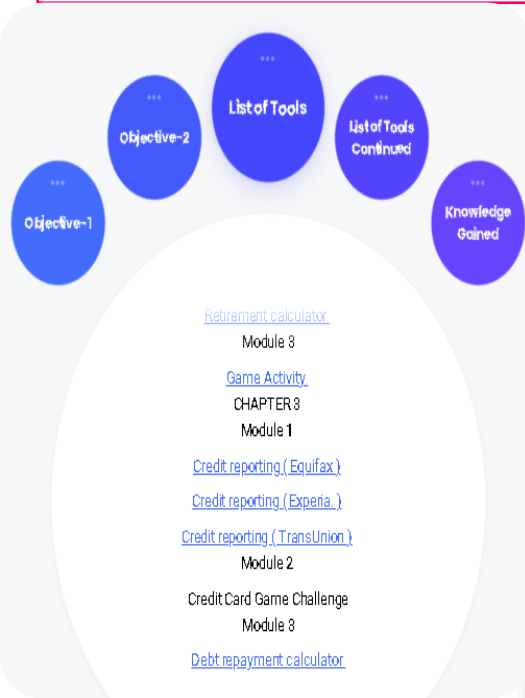 Objective-1
Objective-2
List of Tools
List of Tools
Continued
Knowledge
Gained
Retirement calculator
Module 3
Game Activity
CHAPTER 3
Module 1
Credit reporting ( Equifax )
Credit reporting ( Experia. )
Credit reporting ( TransUnion )
Module 2
Credit Card Game Challenge
Module 3
Debt repayment calculator